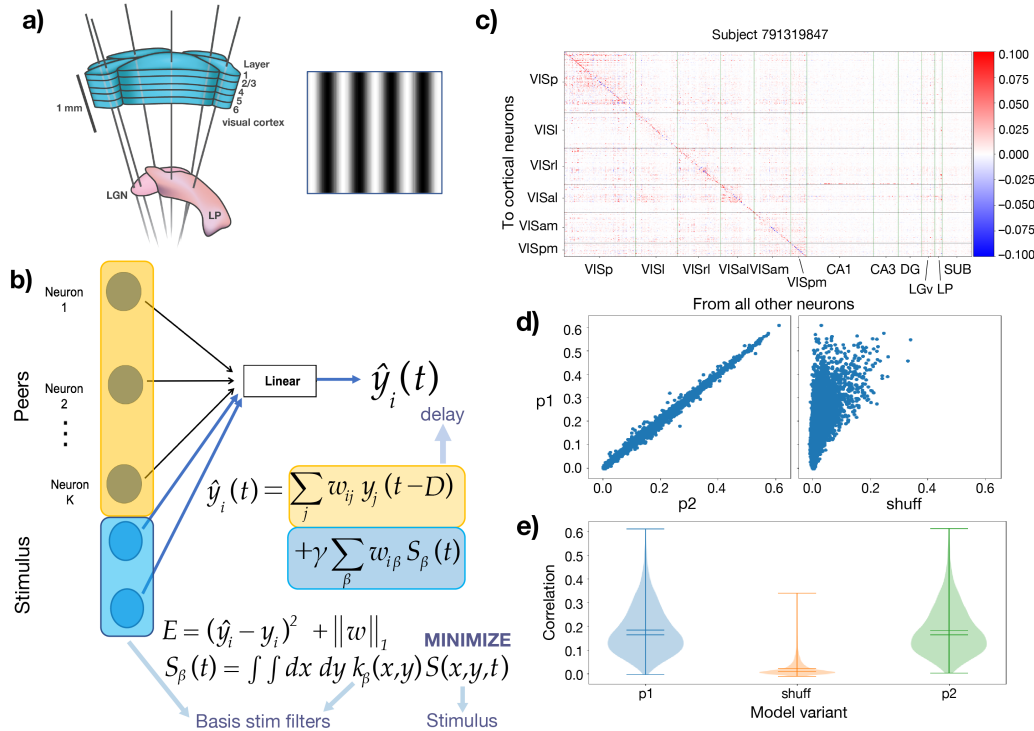 a)
Layer
1
2/3
4
5
6
1 mm
visual cortex
LGN
LP
b)
Neuron
1
Neuron
2
Neuron
K
Peers
Stimulus
Linear
ŷ_i(t)
delay
ŷ_i(t) = ∑_j w_ij y_j(t−D)
+γ ∑_β w_iβ S_β(t)
E = (ŷ_i − y_i)² + ||w||_1
MINIMIZE
S_β(t) = ∫ ∫ dx dy k_β(x,y) S(x,y,t)
Basis stim filters
Stimulus
c)
Subject 791319847
To cortical neurons
VISp
VISl
VISrl
VISal
VISam
VISpm
VISp VISl VISrl VISal VISam VISpm CA1 CA3 DG LGv LP SUB
From all other neurons
0.100
0.075
0.050
0.025
0.000
−0.025
−0.050
−0.075
−0.100
d)
p1
0.6
0.5
0.4
0.3
0.2
0.1
0.0
0.0 0.2 0.4 0.6
p2
0.0 0.2 0.4 0.6
shuff
e)
Correlation
0.6
0.5
0.4
0.3
0.2
0.1
0.0
p1 shuff p2
Model variant